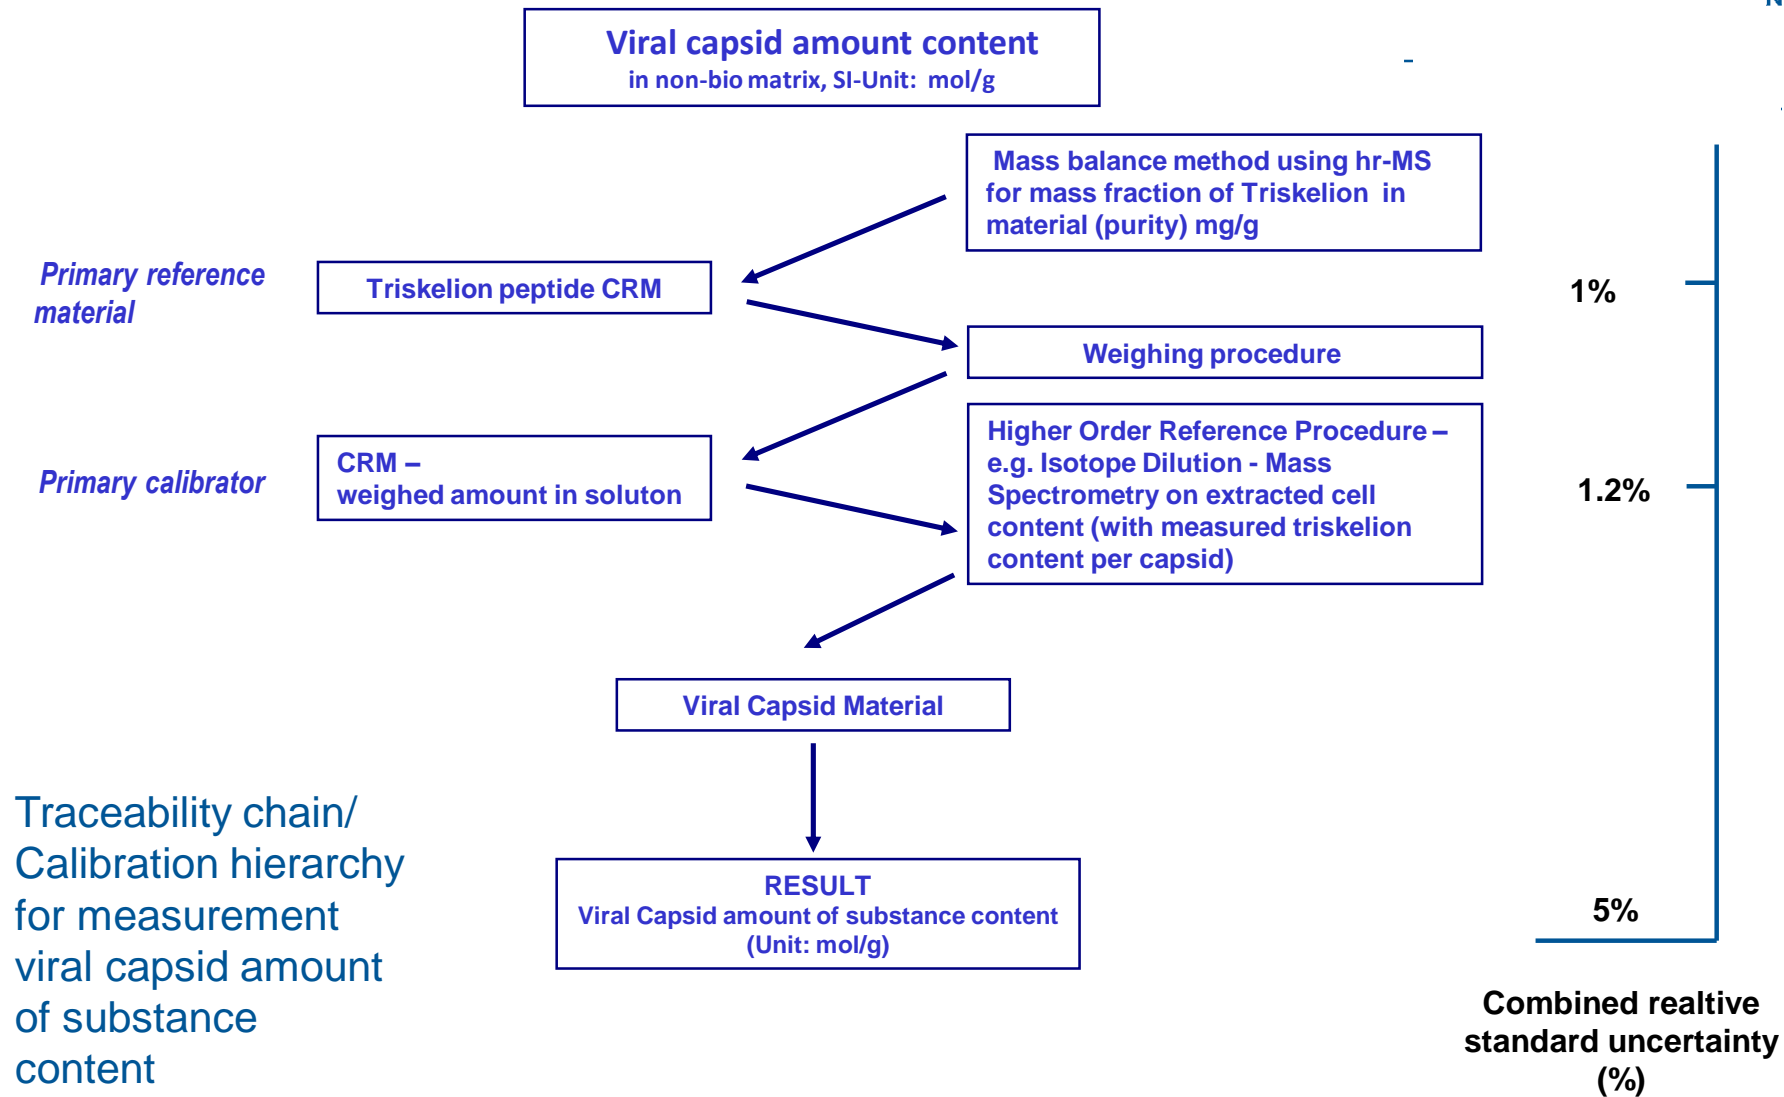 Viral capsid amount content
in non-bio matrix, SI-Unit: mol/g
Mass balance method using hr-MS
for mass fraction of Triskelion in
material (purity) mg/g
Primary reference
material
Triskelion peptide CRM
1%
Weighing procedure
Primary calibrator
CRM –
weighed amount in soluton
Higher Order Reference Procedure –
e.g. Isotope Dilution - Mass
Spectrometry on extracted cell
content (with measured triskelion
content per capsid)
1.2%
Viral Capsid Material
Traceability chain/
Calibration hierarchy
for measurement
viral capsid amount
of substance
content
RESULT
Viral Capsid amount of substance content
(Unit: mol/g)
5%
Combined realtive
standard uncertainty
(%)